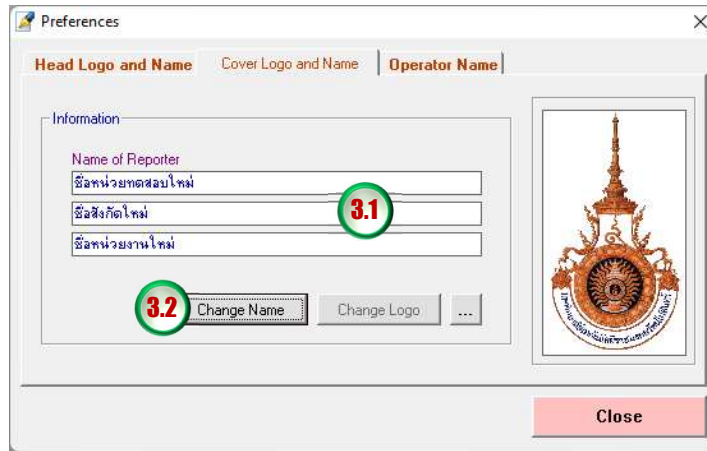 Preferences
Head Logo and Name
Cover Logo and Name
Operator Name
Information
Name of Reporter
ชื่อหน่วยทดสอบใหม่
ชื่อสังกัดใหม่
ชื่อหน่วยงานใหม่
3.1
3.2
Change Name
Change Logo
...
Close